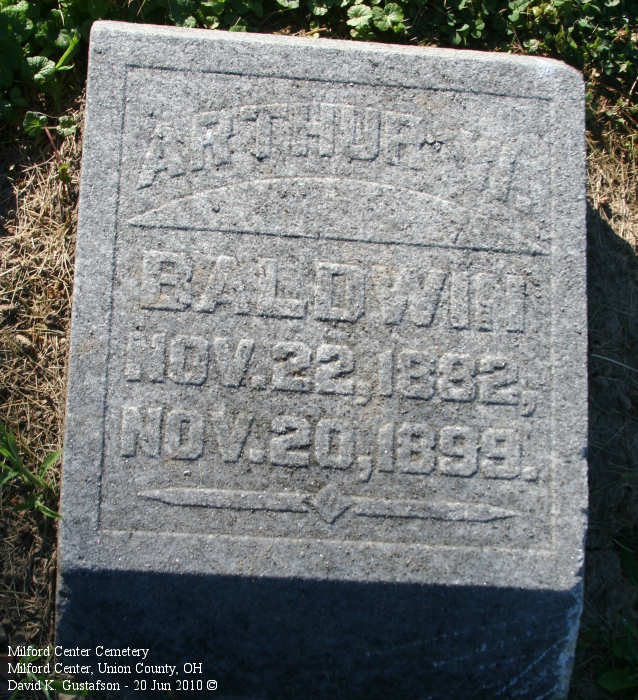 ARTHUR W.
BALDWIN
NOV. 22, 1882,
NOV. 20, 1899.
Milford Center Cemetery
Milford Center, Union County, OH
David K. Gustafson - 20 Jun 2010 ©